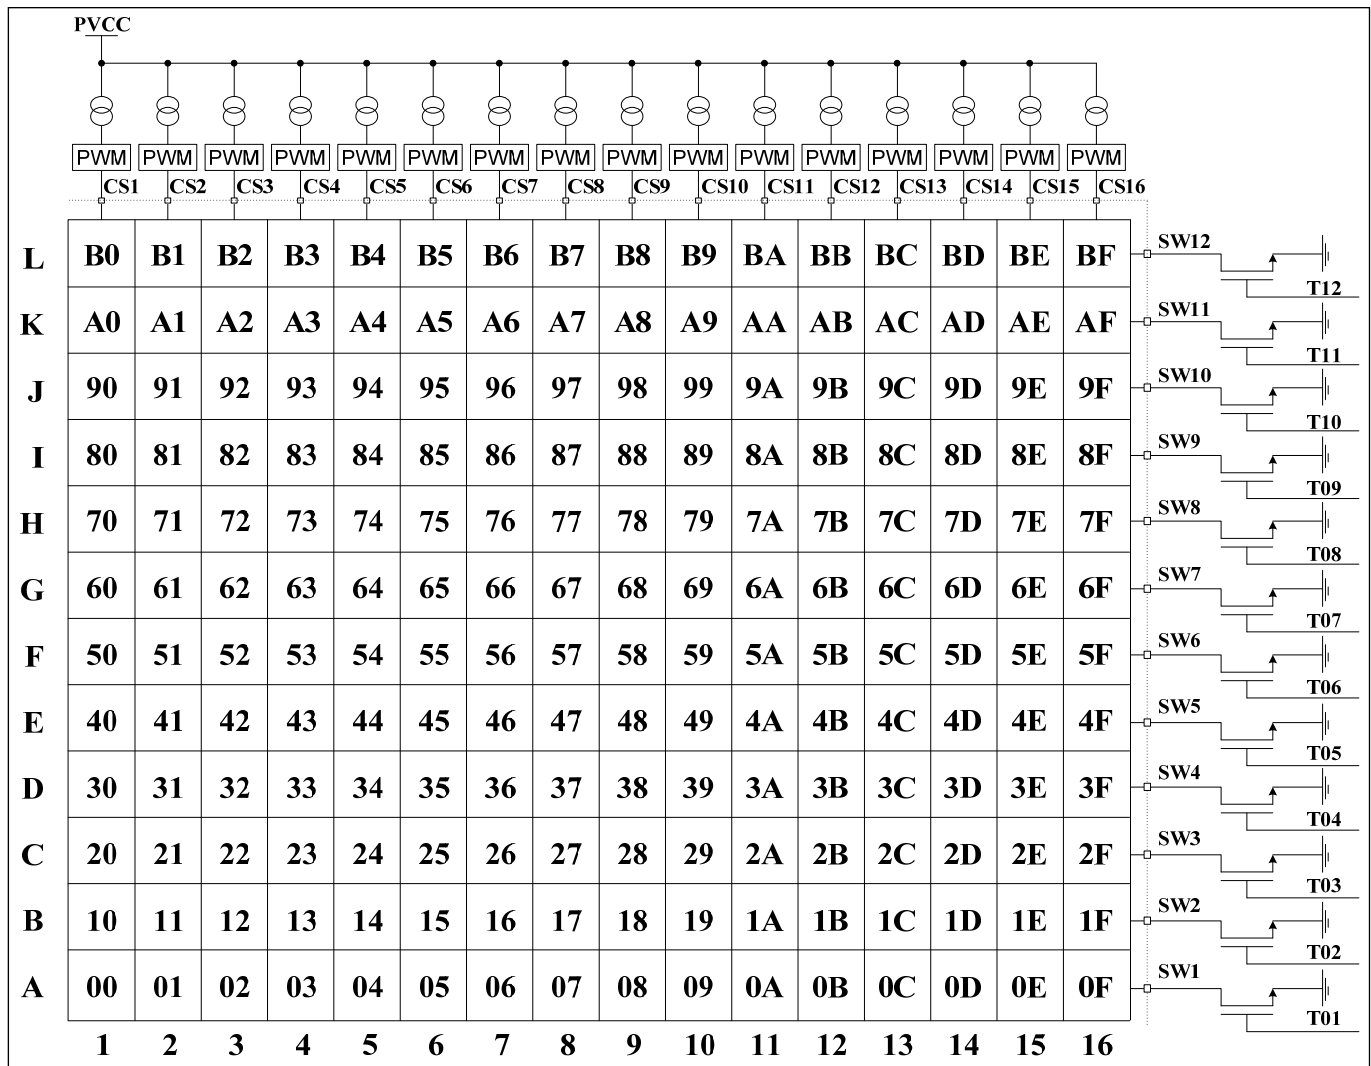 PVCC
PWM PWM PWM PWM PWM PWM PWM PWM PWM PWM PWM PWM PWM PWM PWM PWM
CS1 CS2 CS3 CS4 CS5 CS6 CS7 CS8 CS9 CS10 CS11 CS12 CS13 CS14 CS15 CS16
L B0 B1 B2 B3 B4 B5 B6 B7 B8 B9 BA BB BC BD BE BF SW12
T12
K A0 A1 A2 A3 A4 A5 A6 A7 A8 A9 AA AB AC AD AE AF SW11
T11
J 90 91 92 93 94 95 96 97 98 99 9A 9B 9C 9D 9E 9F SW10
T10
I 80 81 82 83 84 85 86 87 88 89 8A 8B 8C 8D 8E 8F SW9
T09
H 70 71 72 73 74 75 76 77 78 79 7A 7B 7C 7D 7E 7F SW8
T08
G 60 61 62 63 64 65 66 67 68 69 6A 6B 6C 6D 6E 6F SW7
T07
F 50 51 52 53 54 55 56 57 58 59 5A 5B 5C 5D 5E 5F SW6
T06
E 40 41 42 43 44 45 46 47 48 49 4A 4B 4C 4D 4E 4F SW5
T05
D 30 31 32 33 34 35 36 37 38 39 3A 3B 3C 3D 3E 3F SW4
T04
C 20 21 22 23 24 25 26 27 28 29 2A 2B 2C 2D 2E 2F SW3
T03
B 10 11 12 13 14 15 16 17 18 19 1A 1B 1C 1D 1E 1F SW2
T02
A 00 01 02 03 04 05 06 07 08 09 0A 0B 0C 0D 0E 0F SW1
T01
1 2 3 4 5 6 7 8 9 10 11 12 13 14 15 16